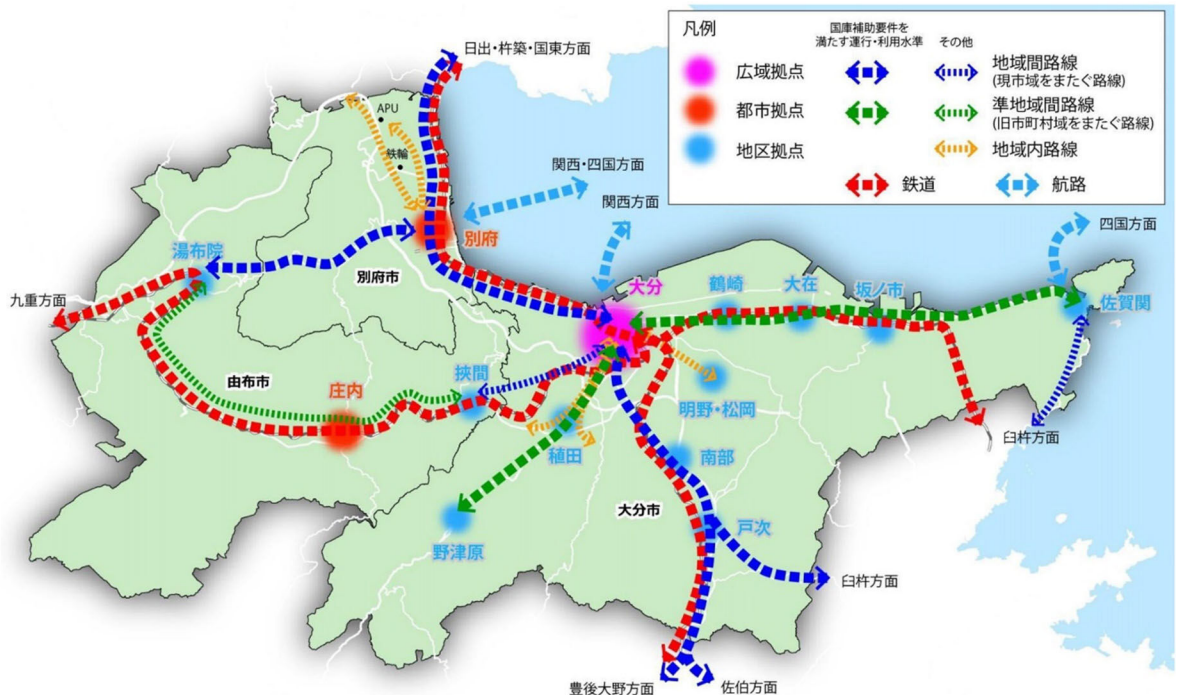 凡例
国庫補助要件を
満たす運行・利用水準
その他
広域拠点
都市拠点
地区拠点
地域間路線
(現市域をまたぐ路線)
準地域間路線
(旧市町村域をまたぐ路線)
地域内路線
鉄道
航路
日出・杵築・国東方面
APU
鉄輪
関西・四国方面
関西方面
四国方面
別府
湯布院
別府市
九重方面
大分
鶴崎
大在
坂ノ市
佐賀関
由布市
庄内
挾間
明野・松岡
臼杵方面
稙田
南部
大分市
戸次
野津原
臼杵方面
豊後大野方面
佐伯方面